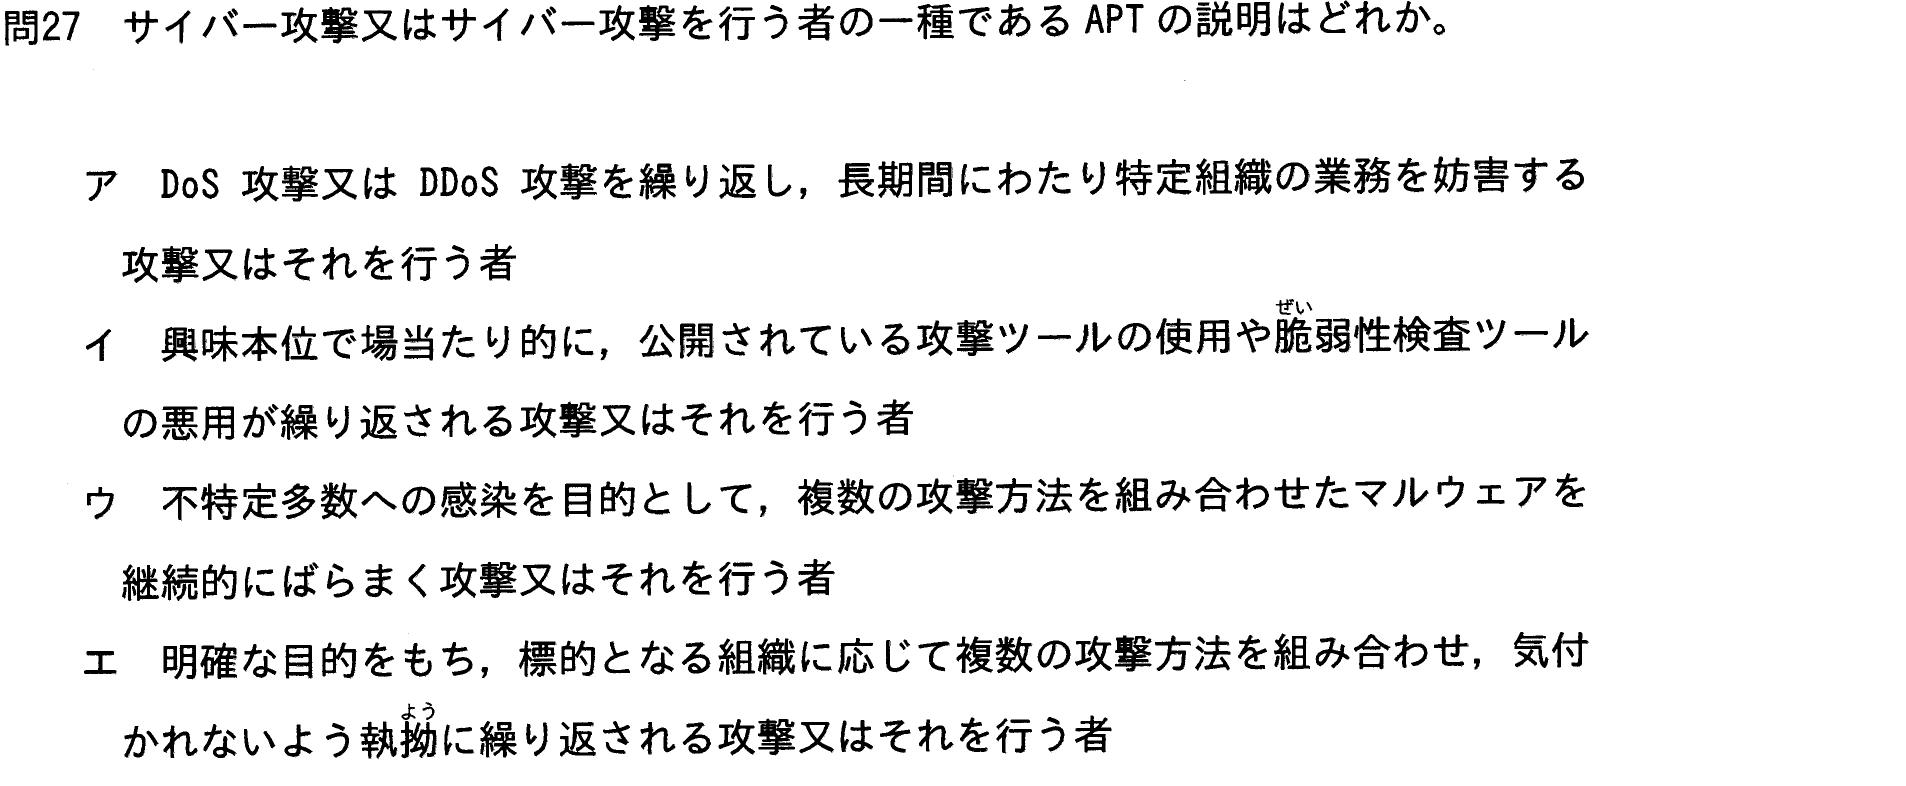 問27 サイバー攻撃又はサイバー攻撃を行う者の一種である APT の説明はどれか。
ア DoS 攻撃又は DDoS 攻撃を繰り返し，長期間にわたり特定組織の業務を妨害する
攻撃又はそれを行う者
ぜい
イ 興味本位で場当たり的に，公開されている攻撃ツールの使用や脆弱性検査ツール
の悪用が繰り返される攻撃又はそれを行う者
ウ 不特定多数への感染を目的として，複数の攻撃方法を組み合わせたマルウェアを
継続的にばらまく攻撃又はそれを行う者
エ 明確な目的をもち，標的となる組織に応じて複数の攻撃方法を組み合わせ，気付
よう
かれないよう執拗に繰り返される攻撃又はそれを行う者